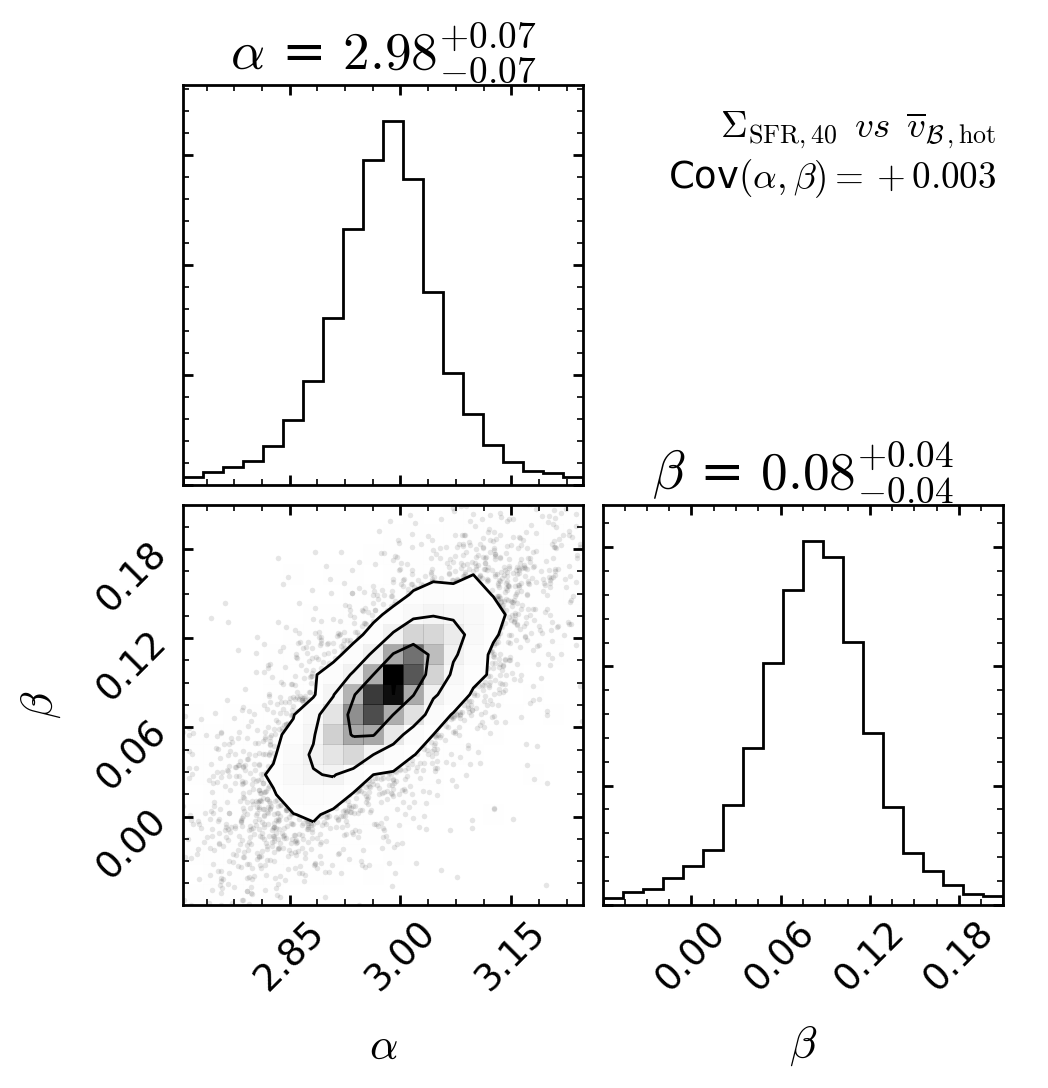 α = 2.98^{+0.07}_{−0.07}
Σ_{SFR, 40} vs v̅_{ℬ, hot}
Cov(α, β) = +0.003
β = 0.08^{+0.04}_{−0.04}
β
0.18
0.12
0.06
0.00
2.85
3.00
3.15
α
0.00
0.06
0.12
0.18
β